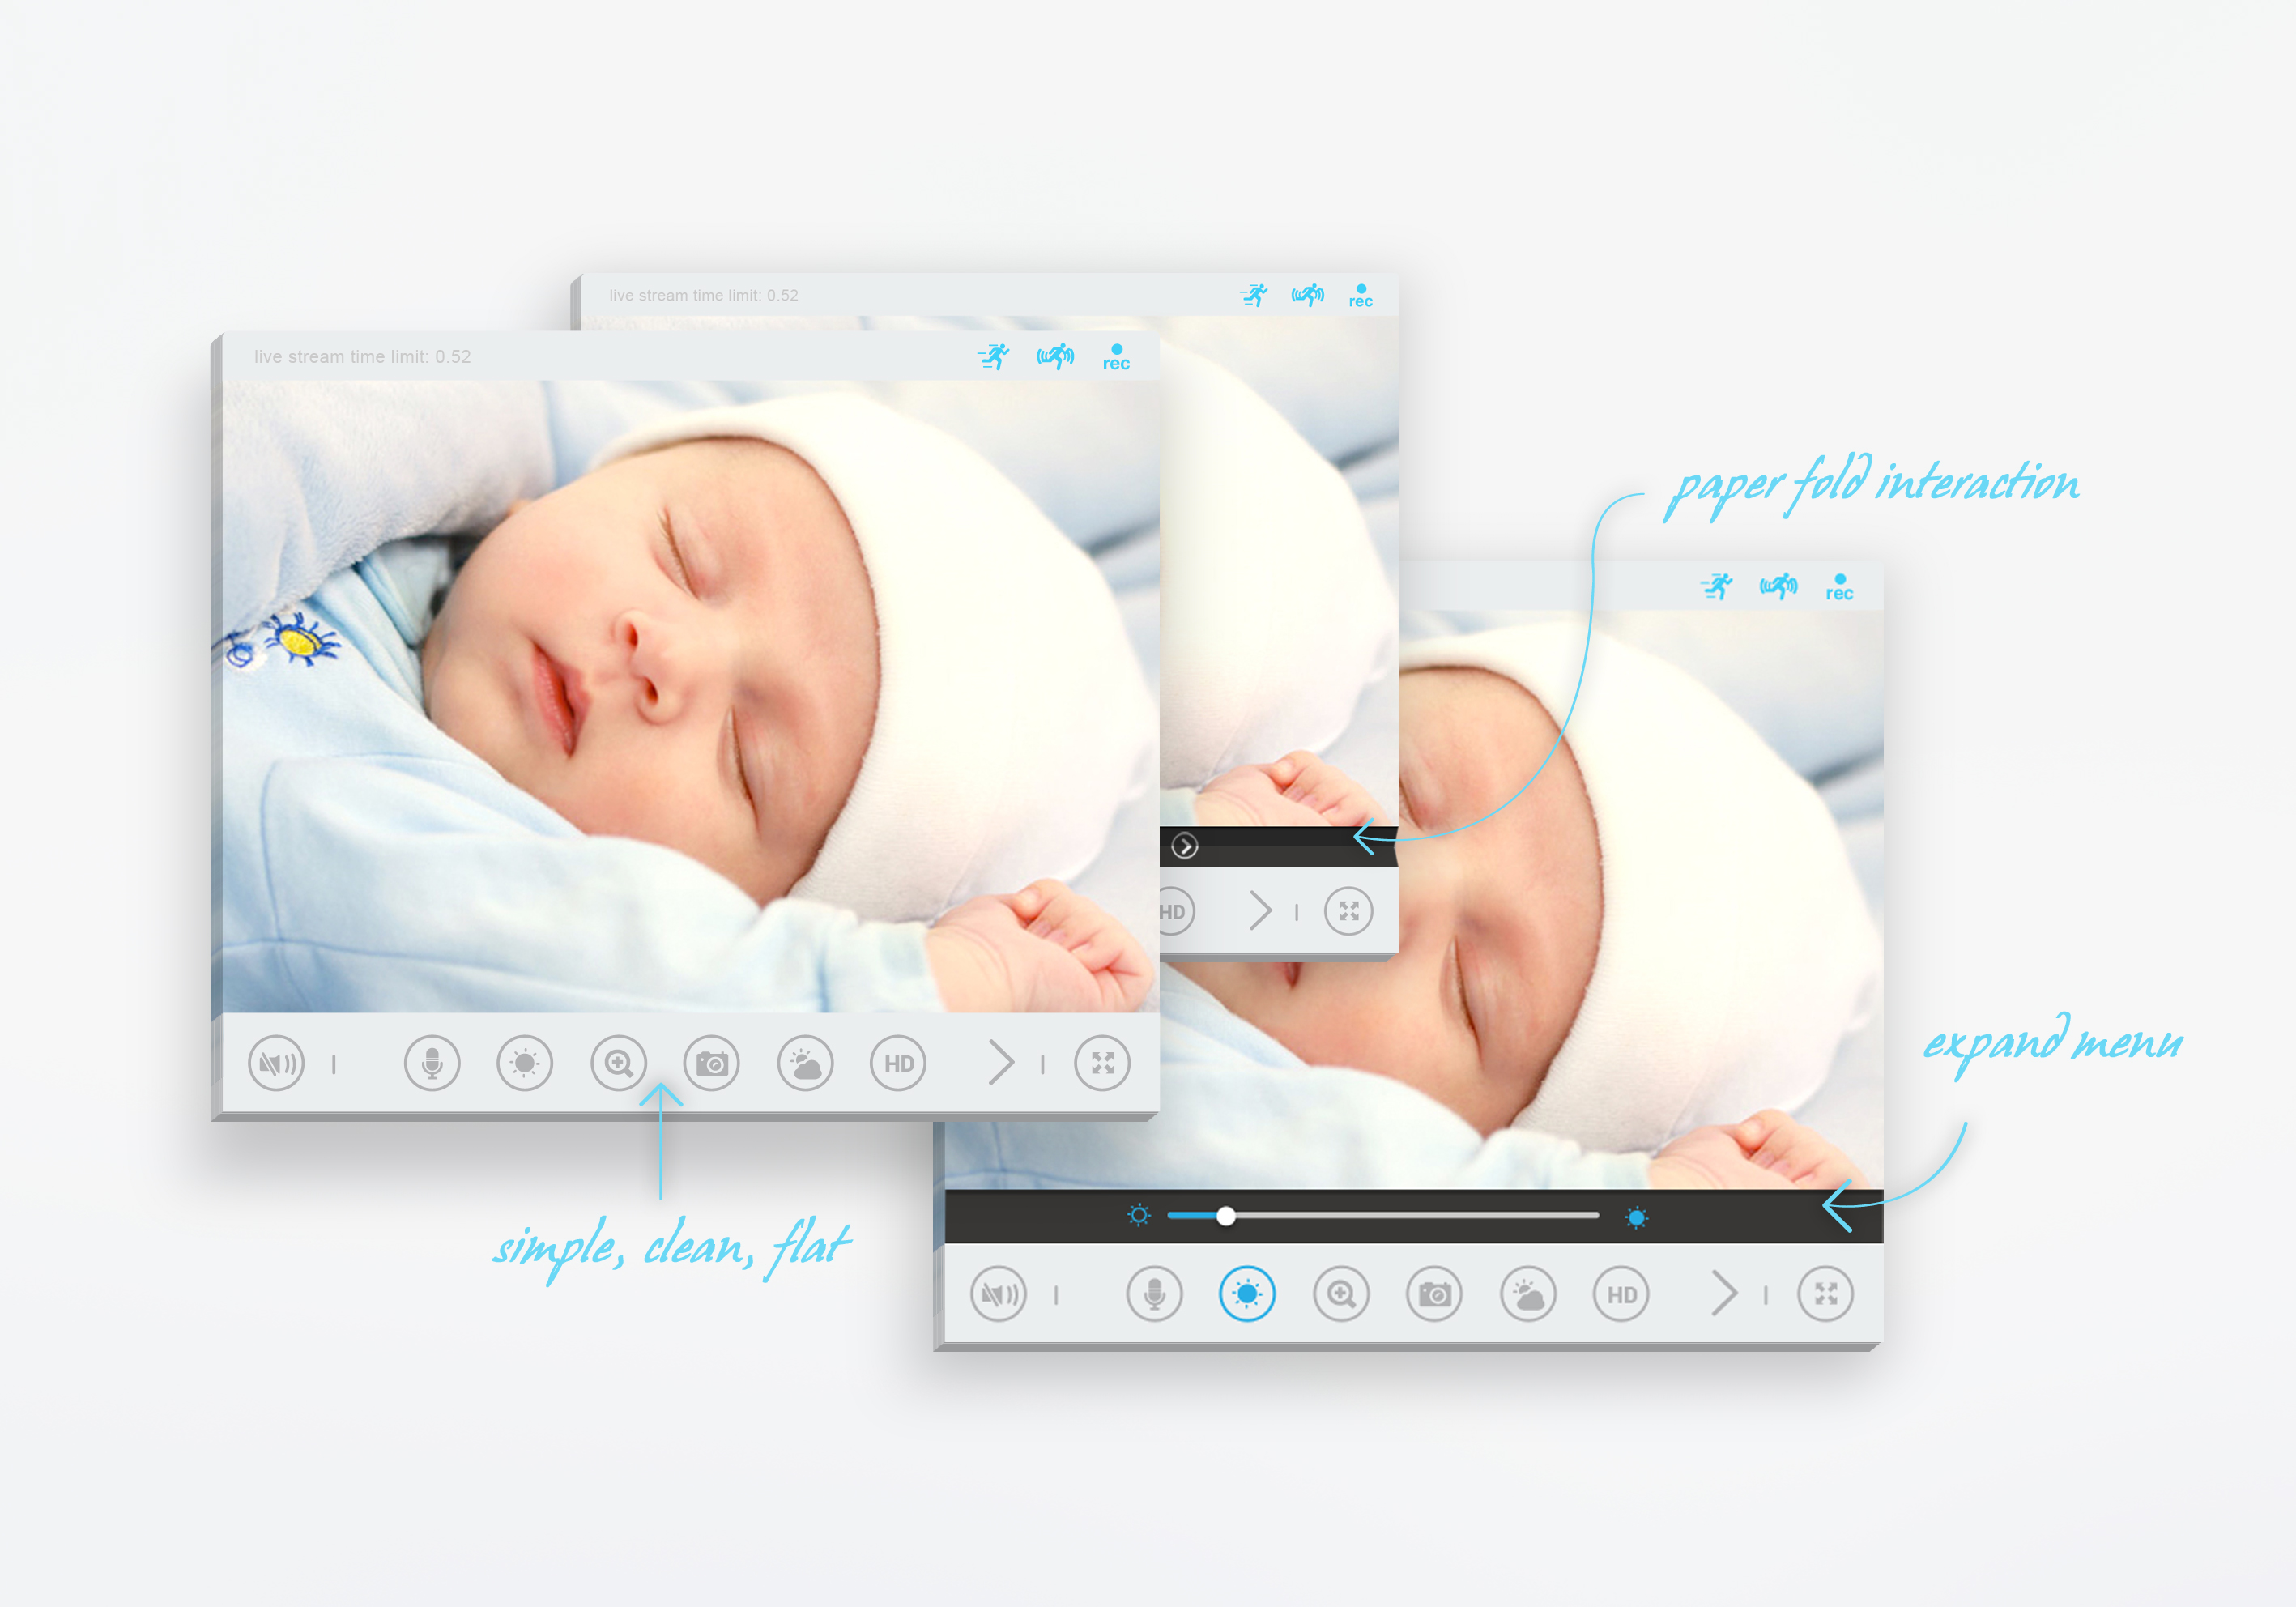 live stream time limit: 0.52
rec
live stream time limit: 0.52
rec
paper fold interaction
rec
HD
expand menu
HD
simple, clean, flat
HD